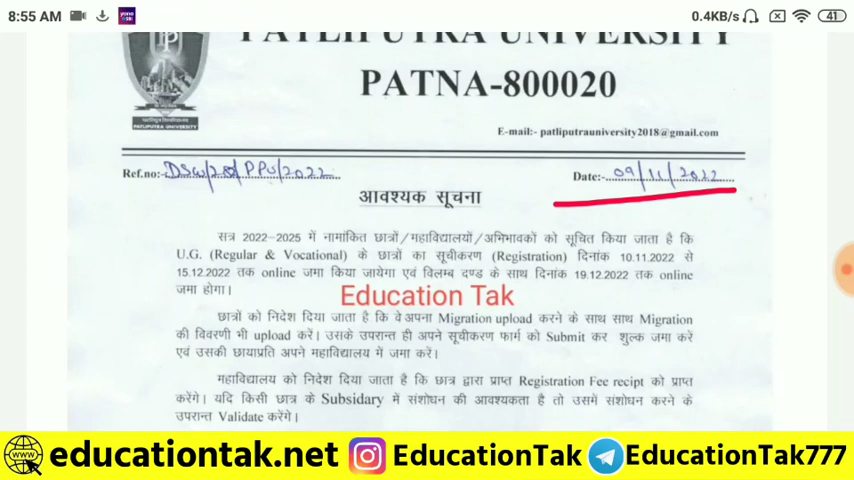 8:55 AM
0.4KB/s
41
PATLIPUTRA UNIVERSITY
PATNA-800020
PATLIPUTRA UNIVERSITY
E-mail:- patliputrauniversity2018@gmail.com
Ref.no:- DSW/28/PPU/2022
Date:- 09/11/2022
आवश्यक सूचना
सत्र 2022-2025 में नामांकित छात्रों/महाविद्यालयों/अभिभावकों को सूचित किया जाता है कि
U.G. (Regular & Vocational) के छात्रों का सूचीकरण (Registration) दिनांक 10.11.2022 से
15.12.2022 तक online जमा किया जायेगा एवं विलम्ब दण्ड के साथ दिनांक 19.12.2022 तक online
जमा होगा।
Education Tak
छात्रों को निदेश दिया जाता है कि वे अपना Migration upload करने के साथ साथ Migration
की विवरणी भी upload करें। उसके उपरान्त ही अपने सूचीकरण फार्म को Submit कर शुल्क जमा करें
एवं उसकी छायाप्रति अपने महाविद्यालय में जमा करें।
महाविद्यालय को निदेश दिया जाता है कि छात्र द्वारा प्राप्त Registration Fee recipt को प्राप्त
करेंगे। यदि किसी छात्र के Subsidary में संशोधन की आवश्यकता है तो उसमें संशोधन करने के
उपरान्त Validate करेंगे।
educationtak.net EducationTak EducationTak777